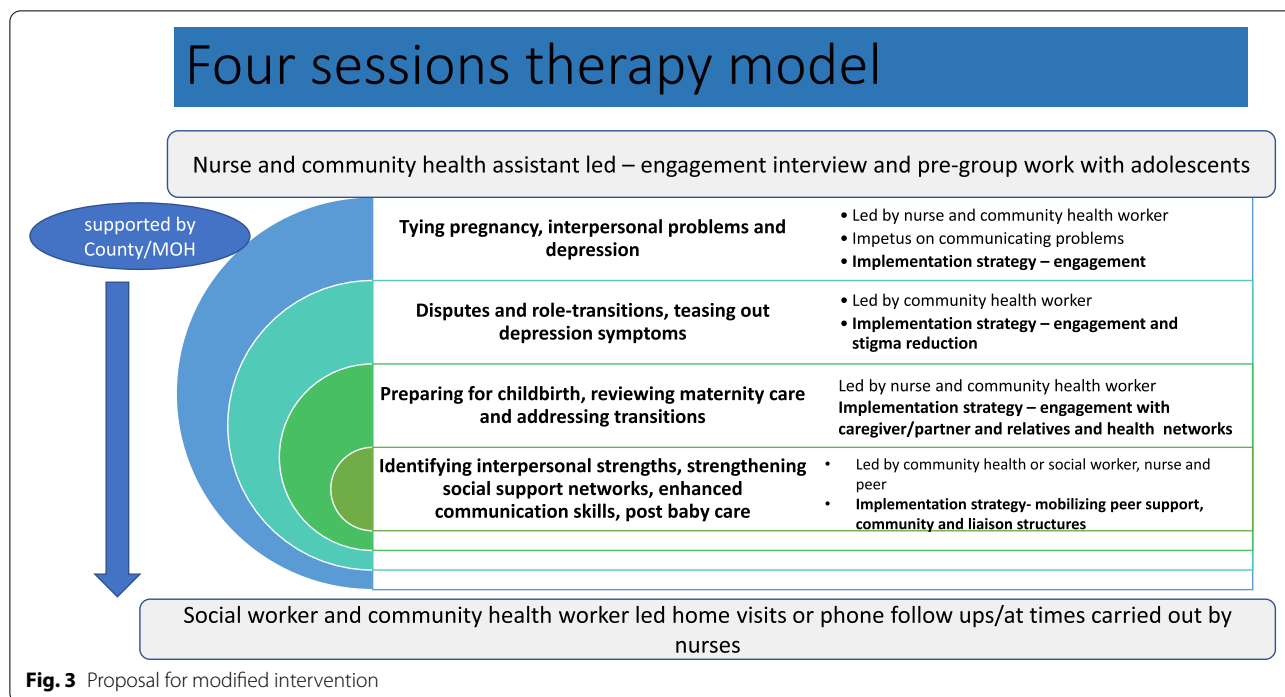 Four sessions therapy model
Nurse and community health assistant led – engagement interview and pre-group work with adolescents
supported by
County/MOH
Tying pregnancy, interpersonal problems and
depression
• Led by nurse and community health worker
• Impetus on communicating problems
• Implementation strategy – engagement
Disputes and role-transitions, teasing out
depression symptoms
• Led by community health worker
• Implementation strategy – engagement and
stigma reduction
Preparing for childbirth, reviewing maternity care
and addressing transitions
Led by nurse and community health worker
Implementation strategy – engagement with
caregiver/partner and relatives and health networks
Identifying interpersonal strengths, strengthening
social support networks, enhanced
communication skills, post baby care
• Led by community health or social worker, nurse and
peer
• Implementation strategy- mobilizing peer support,
community and liaison structures
Social worker and community health worker led home visits or phone follow ups/at times carried out by
nurses
Fig. 3 Proposal for modified intervention